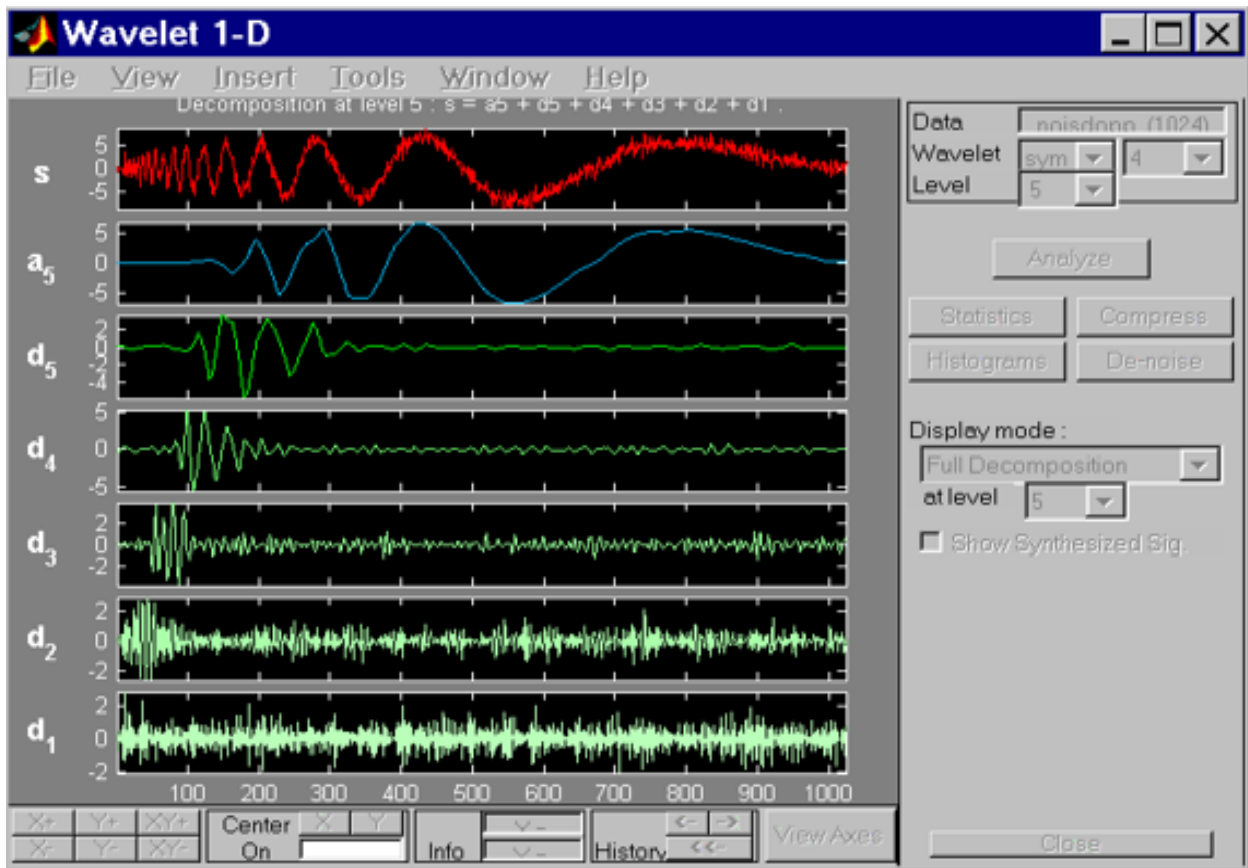 Wavelet 1-D
File View Insert Tools Window Help
Decomposition at level 5 : s = a5 + d5 + d4 + d3 + d2 + d1 .
s
5
0
-5
a5
5
0
-5
d5
2
0
-2
-4
d4
5
0
-5
d3
2
0
-2
d2
2
0
-2
d1
2
0
-2
100 200 300 400 500 600 700 800 900 1000
Data noisdopp (1024)
Wavelet sym 4
Level 5
Analyze
Statistics Compress
Histograms De-noise
Display mode :
Full Decomposition
at level 5
Show Synthesized Sig.
X+ Y+ XY+
X- Y- XY-
Center X Y
On
Info
History <- ->
<<-
View Axes
Close